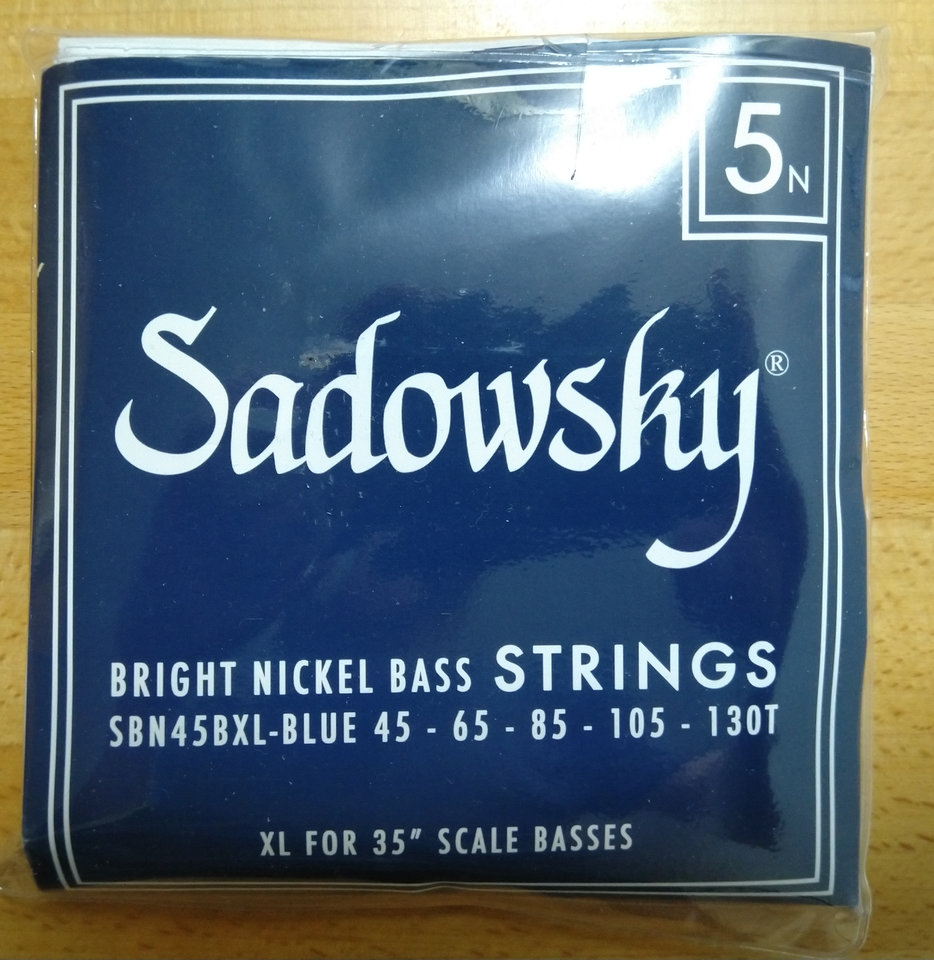 5N
Sadowsky®
BRIGHT NICKEL BASS STRINGS
SBN45BXL-BLUE 45 - 65 - 85 - 105 - 130T
XL FOR 35" SCALE BASSES